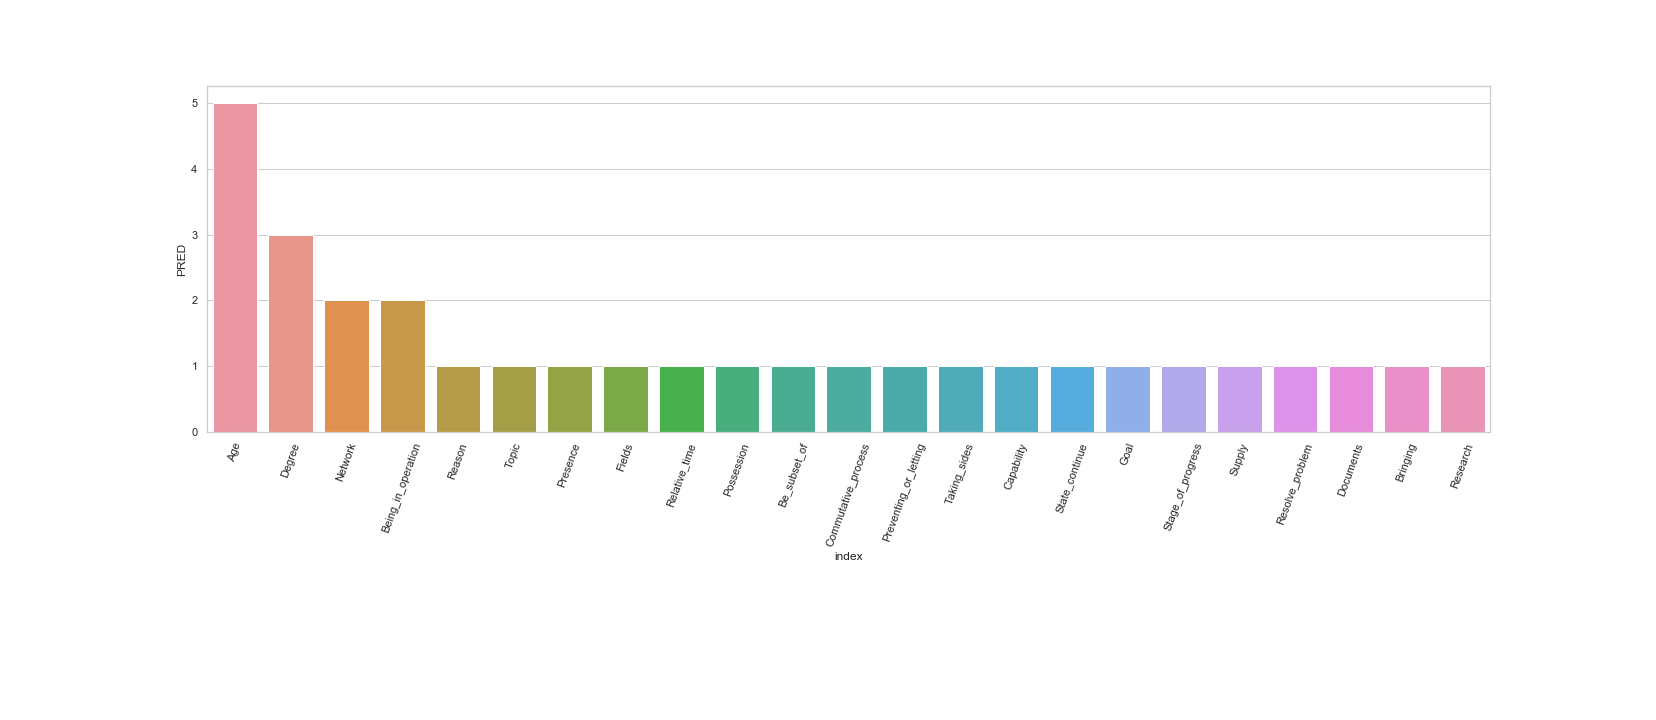 5
4
3
2
1
0
PRED
Age
Degree
Network
Being_in_operation
Reason
Topic
Presence
Fields
Relative_time
Possession
Be_subset_of
Commutative_process
Preventing_or_letting
Taking_sides
Capability
State_continue
Goal
Stage_of_progress
Supply
Resolve_problem
Documents
Bringing
Research
index